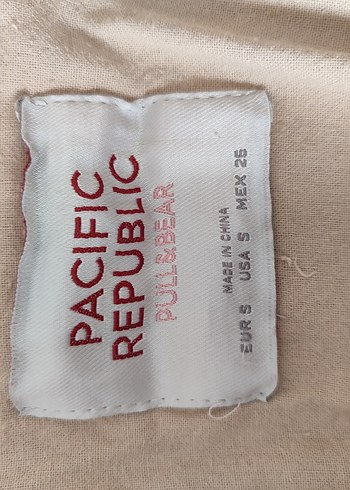 PACIFIC
REPUBLIC
PULL&BEAR
MADE IN CHINA
EUR S USA S MEX 26